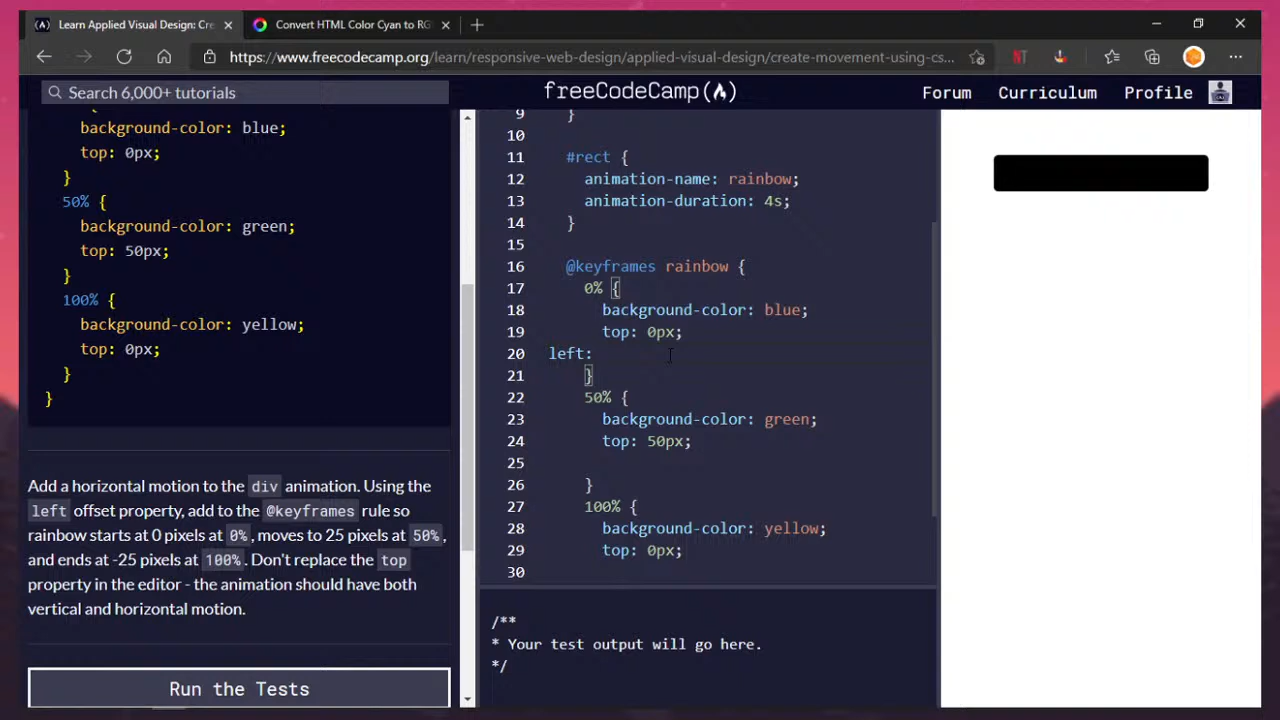 Learn Applied Visual Design: Cre
Convert HTML Color Cyan to RG
https://www.freecodecamp.org/learn/responsive-web-design/applied-visual-design/create-movement-using-cs...
NT
Search 6,000+ tutorials
freeCodeCamp(🔥)
Forum
Curriculum
Profile
background-color: blue;
top: 0px;
}
50% {
background-color: green;
top: 50px;
}
100% {
background-color: yellow;
top: 0px;
}
}
Add a horizontal motion to the div animation. Using the
left offset property, add to the @keyframes rule so
rainbow starts at 0 pixels at 0%, moves to 25 pixels at 50%,
and ends at -25 pixels at 100%. Don't replace the top
property in the editor - the animation should have both
vertical and horizontal motion.
Run the Tests
9 }
10
11 #rect {
12 animation-name: rainbow;
13 animation-duration: 4s;
14 }
15
16 @keyframes rainbow {
17 0% {
18 background-color: blue;
19 top: 0px;
20 left:
21 }
22 50% {
23 background-color: green;
24 top: 50px;
25
26 }
27 100% {
28 background-color: yellow;
29 top: 0px;
30
/**
* Your test output will go here.
*/